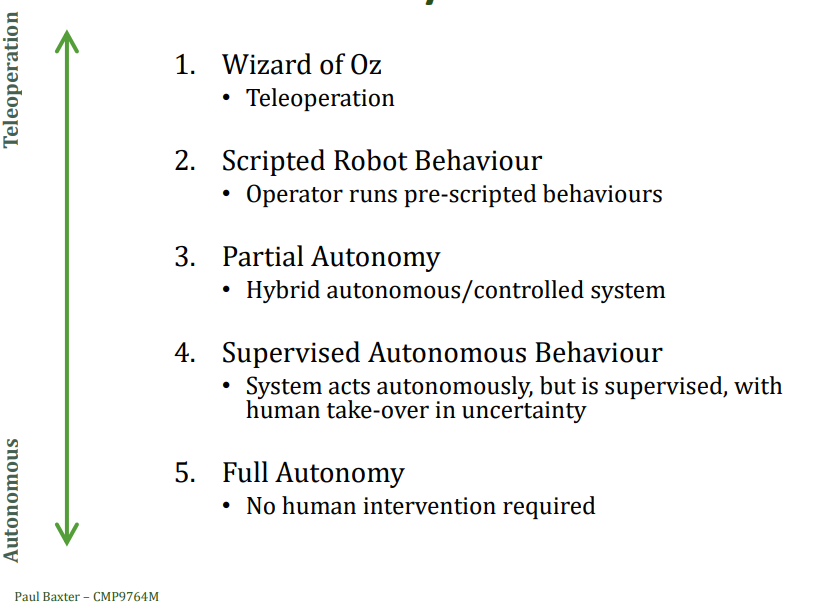 Teleoperation
1. Wizard of Oz
• Teleoperation
2. Scripted Robot Behaviour
• Operator runs pre-scripted behaviours
3. Partial Autonomy
• Hybrid autonomous/controlled system
4. Supervised Autonomous Behaviour
• System acts autonomously, but is supervised, with
human take-over in uncertainty
5. Full Autonomy
• No human intervention required
Autonomous
Paul Baxter – CMP9764M